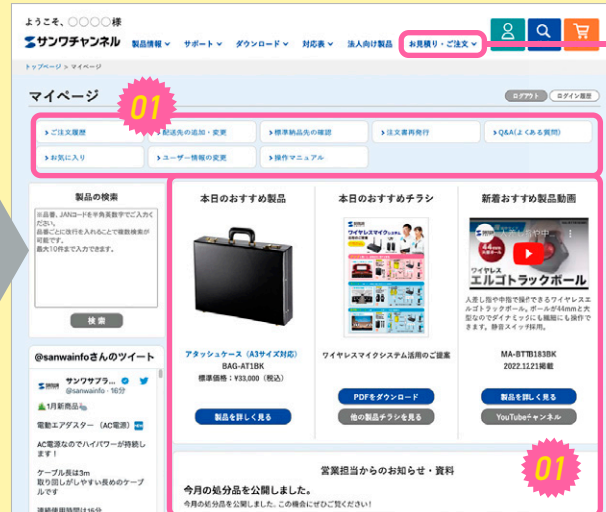 ようこそ、○○○○様
サンワチャンネル
製品情報
サポート
ダウンロード
対応表
法人向け製品
お見積り・ご注文
トップページ > マイページ
マイページ
01
ログアウト
ログイン履歴
ご注文履歴
配送先の追加・変更
標準納品先の確認
注文書再発行
Q&A(よくある質問)
お気に入り
ユーザー情報の変更
操作マニュアル
製品の検索
※品番、JANコードを半角英数字でご入力く
ださい。
品番ごとに改行を入れることで複数検索が
可能です。
最大10件まで入力できます。
検索
@sanwainfoさんのツイート
サンワサプラ...
@sanwainfo · 16分
1月新商品
電動エアダスター (AC電源)
AC電源なのでハイパワーが持続し
ます!
ケーブル長は3m
取り回しがしやすい長めのケーブ
ルです
連続使用時間は15分
本日のおすすめ製品
アタッシュケース(A3サイズ対応)
BAG-AT1BK
標準価格:¥33,000(税込)
製品を詳しく見る
本日のおすすめチラシ
ワイヤレスマイクシステム活用のご提案
PDFをダウンロード
他の製品チラシを見る
新着おすすめ製品動画
44mm
ワイヤレス
エルゴトラックボール
人差し指や中指で操作できるワイヤレスエ
ルゴトラックボール。ボールが44mmと大
型なのでダイナミックにも繊細にも操作で
きます。静音スイッチ採用。
MA-BTTB183BK
2022.12.21掲載
製品を詳しく見る
YouTubeチャンネル
営業担当からのお知らせ・資料
01
今月の処分品を公開しました。
今月の処分品を公開しました。この機会にぜひご覧ください!